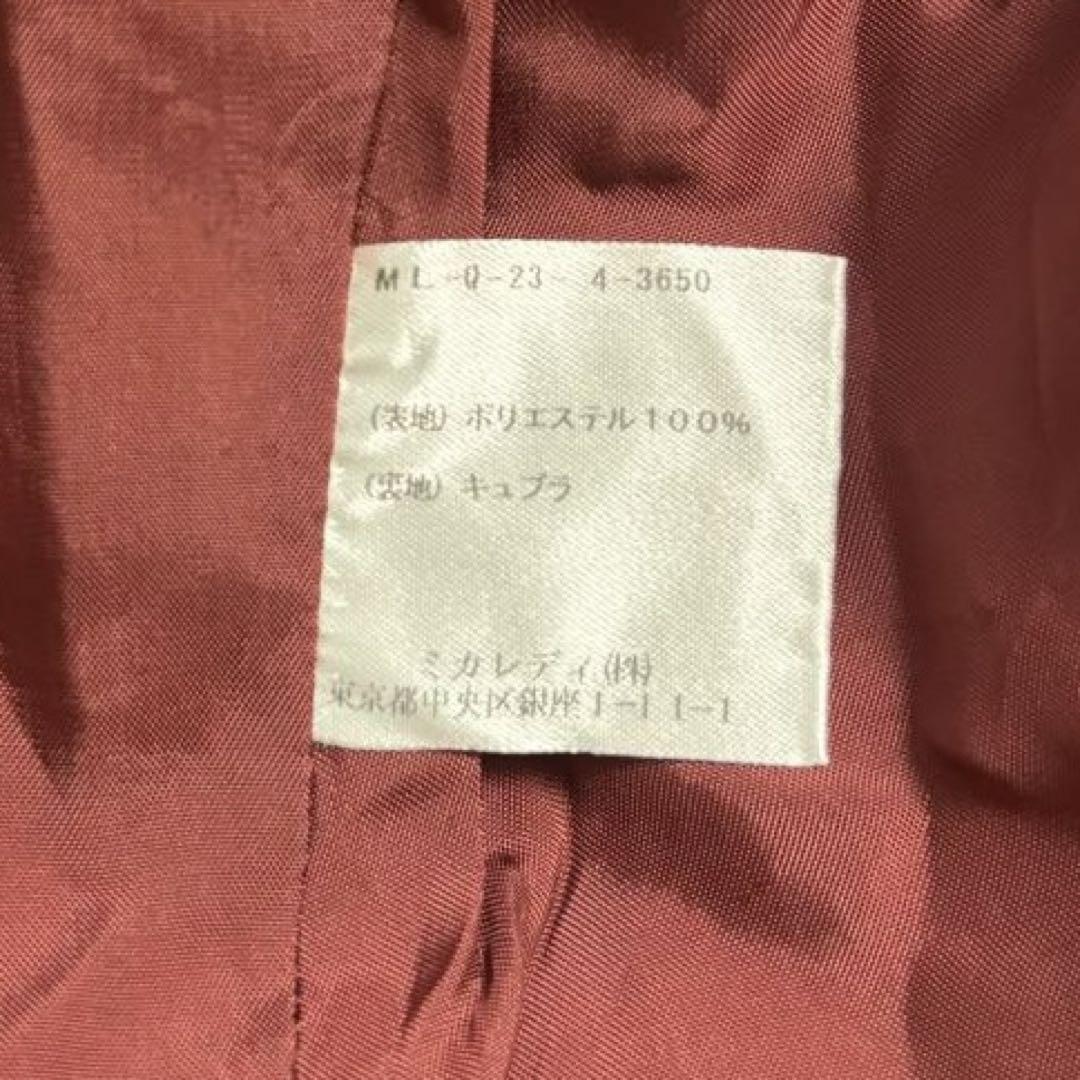 ML-Q-23- 4-3650
(表地) ポリエステル100%
(裏地) キュプラ
ミカレディ(株)
東京都中央区銀座1-11-1